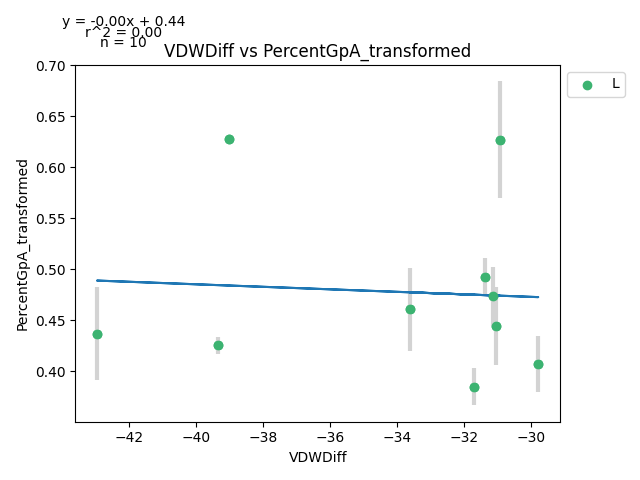 y = -0.00x + 0.44
r^2 = 0.00
n = 10
VDWDiff vs PercentGpA_transformed
L
PercentGpA_transformed
0.70
0.65
0.60
0.55
0.50
0.45
0.40
−42 −40 −38 −36 −34 −32 −30
VDWDiff